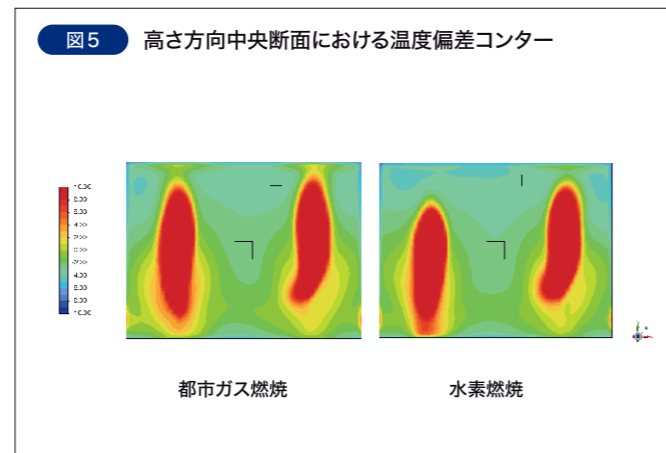 図5
高さ方向中央断面における温度偏差コンター
都市ガス燃焼
水素燃焼